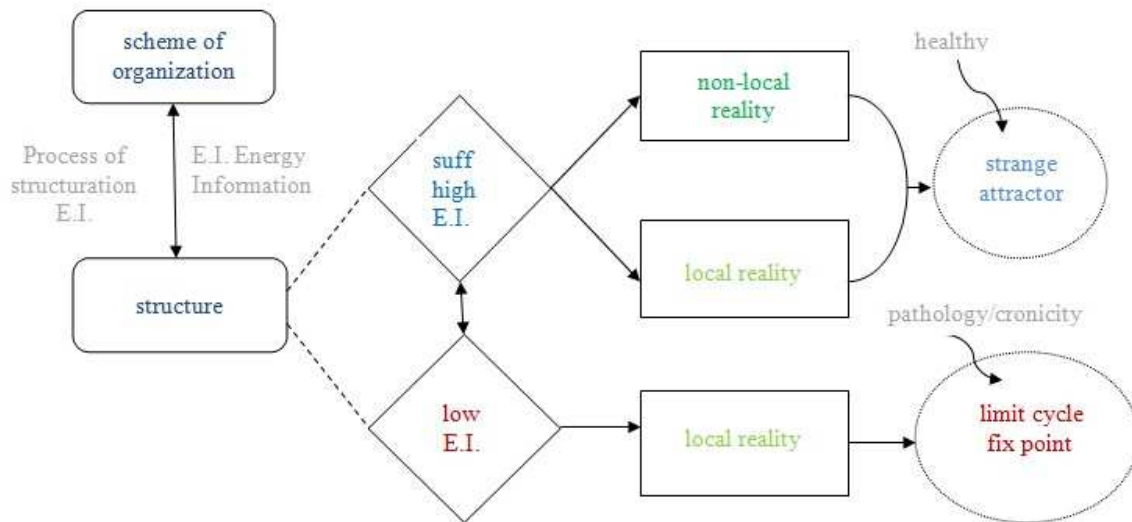 scheme of
organization
Process of
structuration
E.I.
E.I. Energy
Information
structure
suff
high
E.I.
low
E.I.
non-local
reality
local reality
local reality
healthy
strange
attractor
pathology/cronicity
limit cycle
fix point